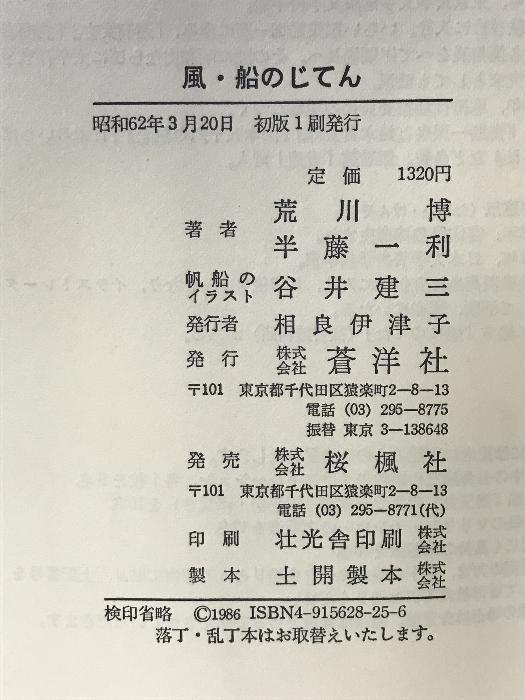 風・船のじてん
昭和62年3月20日 初版1刷発行
定価 1320円
著者 荒川 博
半藤一利
帆船のイラスト 谷井建三
発行者 相良伊津子
発行 株式会社 蒼洋社
〒101 東京都千代田区猿楽町2—8—13
電話 (03) 295—8775
振替 東京 3—138648
発売 株式会社 桜楓社
〒101 東京都千代田区猿楽町2—8—13
電話 (03) 295—8771(代)
印刷 壮光舎印刷 株式会社
製本 土開製本 株式会社
検印省略 ©1986 ISBN4-915628-25-6
落丁・乱丁本はお取替えいたします。